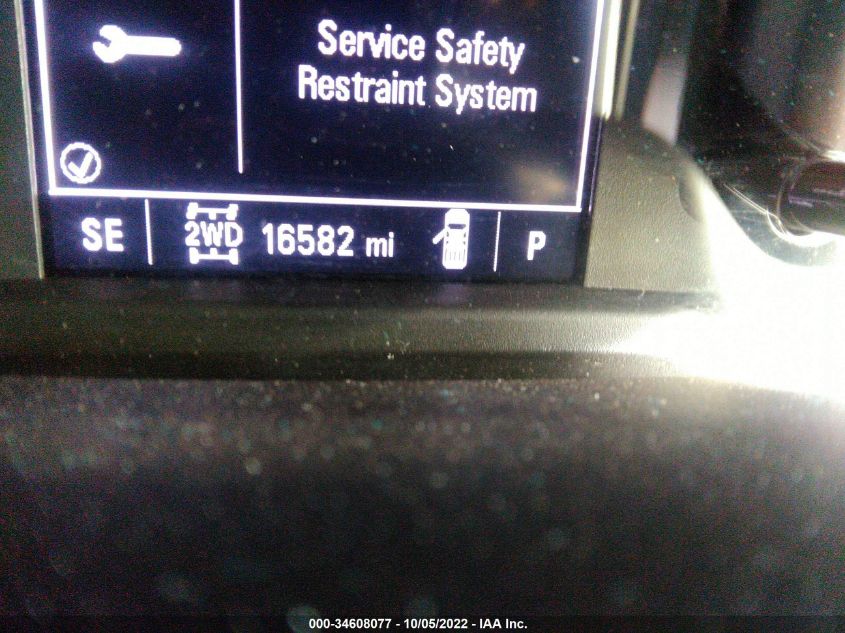 Service Safety
Restraint System
SE 2WD 16582 mi P
000-34608077 - 10/05/2022 - IAA Inc.